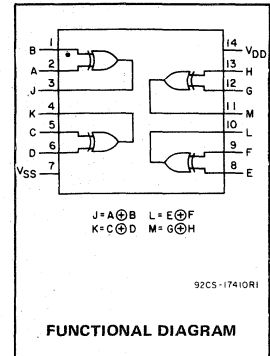 B 1 14 VDD
A 2 13 H
J 3 12 G
K 4 11 M
C 5 10 L
D 6 9 F
VSS 7 8 E
J=A⊕B L=E⊕F
K=C⊕D M=G⊕H
92CS-17410R1
FUNCTIONAL DIAGRAM